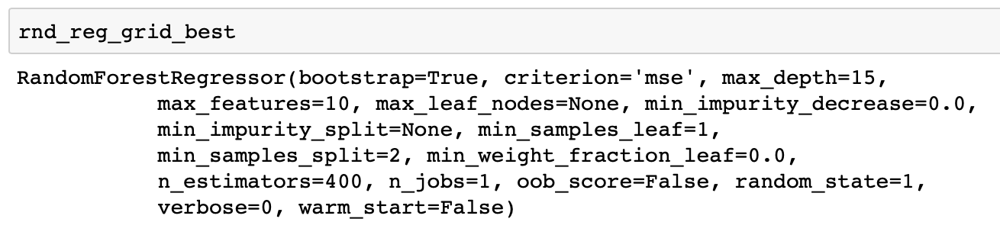 rnd_reg_grid_best
RandomForestRegressor(bootstrap=True, criterion='mse', max_depth=15,
max_features=10, max_leaf_nodes=None, min_impurity_decrease=0.0,
min_impurity_split=None, min_samples_leaf=1,
min_samples_split=2, min_weight_fraction_leaf=0.0,
n_estimators=400, n_jobs=1, oob_score=False, random_state=1,
verbose=0, warm_start=False)